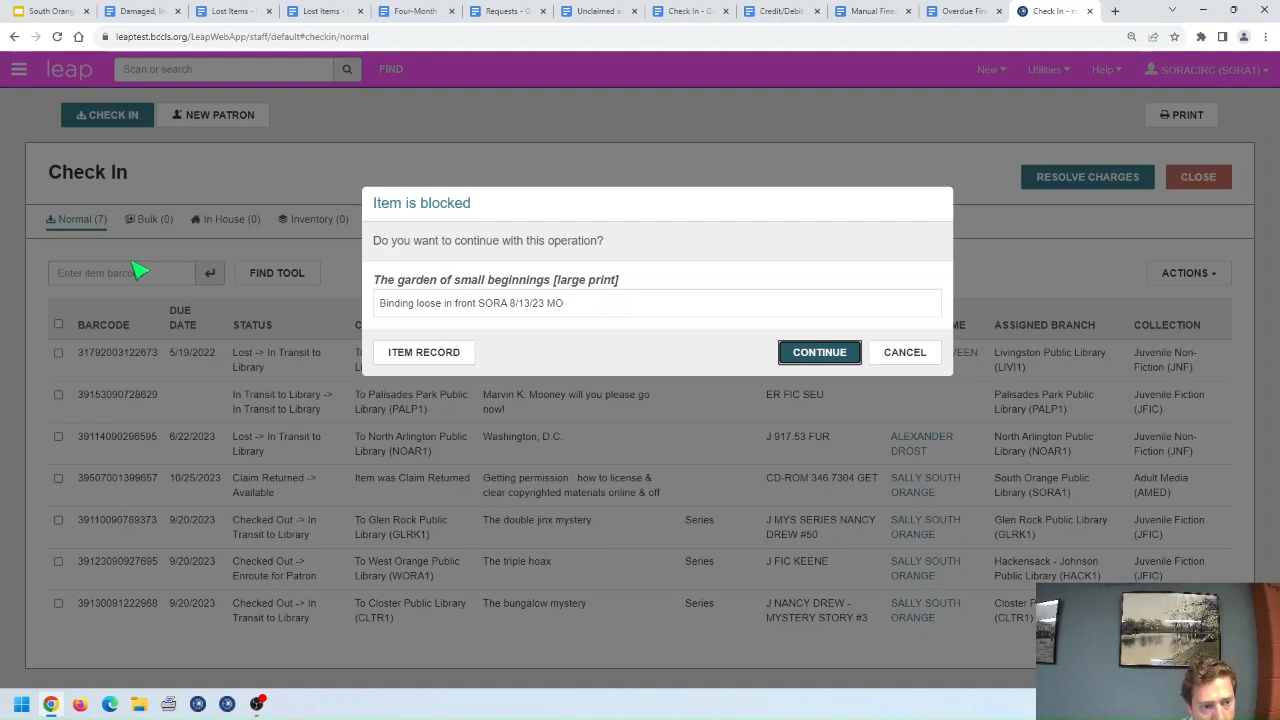 South Orang
Damaged, In
Lost Items -
Lost Items -
Four-Month
Requests - G
Unclaimed a
Check In - G
Credit/Debit
Manual Fine
Overdue Fine
Check In - n
leaptest.bccls.org/LeapWebApp/staff/default#checkin/normal
leap
Scan or search
FIND
New
Utilities
Help
SORACIRC (SORA1)
CHECK IN
NEW PATRON
PRINT
Check In
RESOLVE CHARGES
CLOSE
Normal (7)
Bulk (0)
In House (0)
Inventory (0)
Enter item barco
FIND TOOL
ACTIONS
Item is blocked
Do you want to continue with this operation?
The garden of small beginnings [large print]
Binding loose in front SORA 8/13/23 MO
ITEM RECORD
CONTINUE
CANCEL
BARCODE
DUE
DATE
STATUS
ASSIGNED BRANCH
COLLECTION
31792003122673
5/19/2022
Lost -> In Transit to
Library
VEEN
Livingston Public Library
(LIVI1)
Juvenile Non-
Fiction (JNF)
39153090728629
In Transit to Library ->
In Transit to Library
To Palisades Park
Public Library (PALP1)
Marvin K. Mooney will you please go
now!
ER FIC SEU
Palisades Park Public
Library (PALP1)
Juvenile Fiction
(JFIC)
39114090296595
6/22/2023
Lost -> In Transit to
Library
To North Arlington Public
Library (NOAR1)
Washington, D.C.
J 917.53 FUR
ALEXANDER
DROST
North Arlington Public
Library (NOAR1)
Juvenile Non-
Fiction (JNF)
39507001399657
10/25/2023
Claim Returned ->
Available
Item was Claim Returned
Getting permission : how to license &
clear copyrighted materials online & off
CD-ROM 346.7304 GET
SALLY SOUTH
ORANGE
South Orange Public
Library (SORA1)
Adult Media
(AMED)
39110090789373
9/20/2023
Checked Out -> In
Transit to Library
To Glen Rock Public
Library (GLRK1)
The double jinx mystery.
Series
J MYS SERIES NANCY
DREW #50
SALLY SOUTH
ORANGE
Glen Rock Public
Library (GLRK1)
Juvenile Fiction
(JFIC)
39128090927695
9/20/2023
Checked Out ->
Enroute for Patron
To West Orange Public
Library (WORA1)
The triple hoax
J FIC KEENE
SALLY SOUTH
ORANGE
Hackensack - Johnson
Public Library (HACK1)
Juvenile Fiction
(JFIC)
39130091222968
9/20/2023
Checked Out -> In
Transit to Library
To Closter Public Library
(CLTR1)
The bungalow mystery
Series
J NANCY DREW -
MYSTERY STORY #3
SALLY SOUTH
ORANGE
Closter P
Library (C